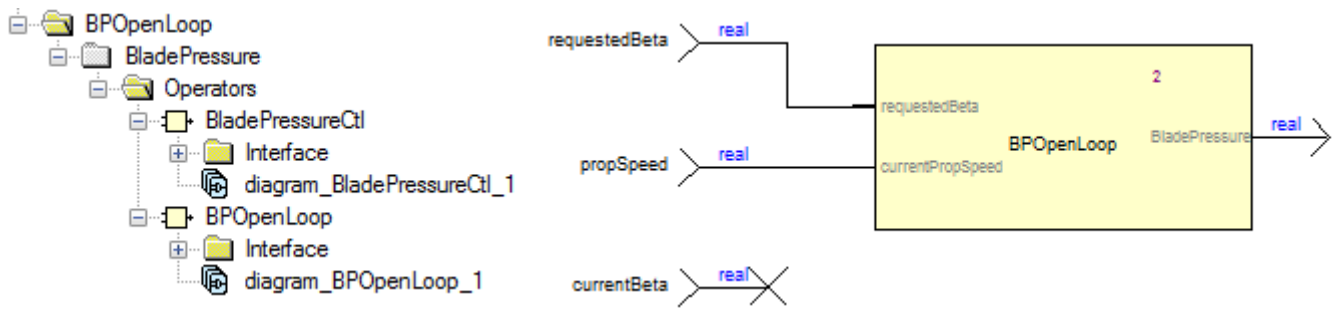 BPOpenLoop
BladePressure
Operators
BladePressureCtl
Interface
diagram_BladePressureCtl_1
BPOpenLoop
Interface
diagram_BPOpenLoop_1
requestedBeta
real
propSpeed
real
currentBeta
real
2
requestedBeta
currentPropSpeed
BPOpenLoop
BladePressure
real